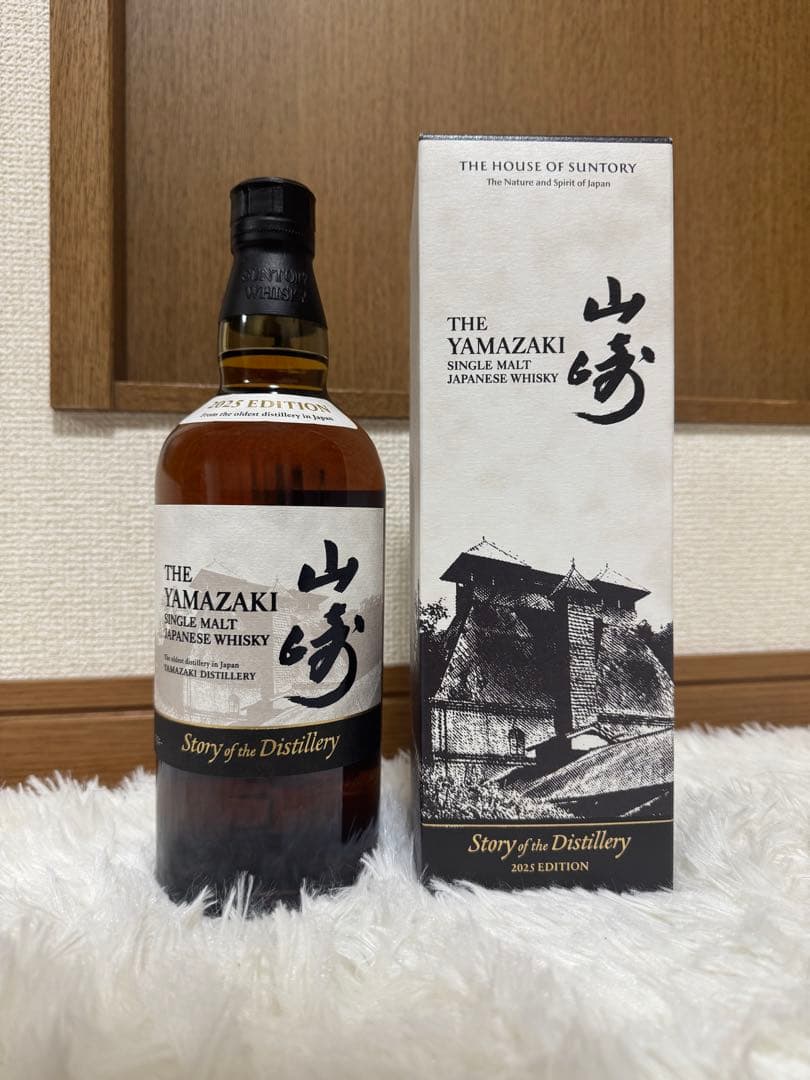 SUNTORY
WHISKY
2025 EDITION
From the oldest distillery in Japan
THE
YAMAZAKI
SINGLE MALT
JAPANESE WHISKY
山崎
The oldest distillery in Japan
YAMAZAKI DISTILLERY
Story of the Distillery
THE HOUSE OF SUNTORY
The Nature and Spirit of Japan
THE
YAMAZAKI
SINGLE MALT
JAPANESE WHISKY
山崎
Story of the Distillery
2025 EDITION